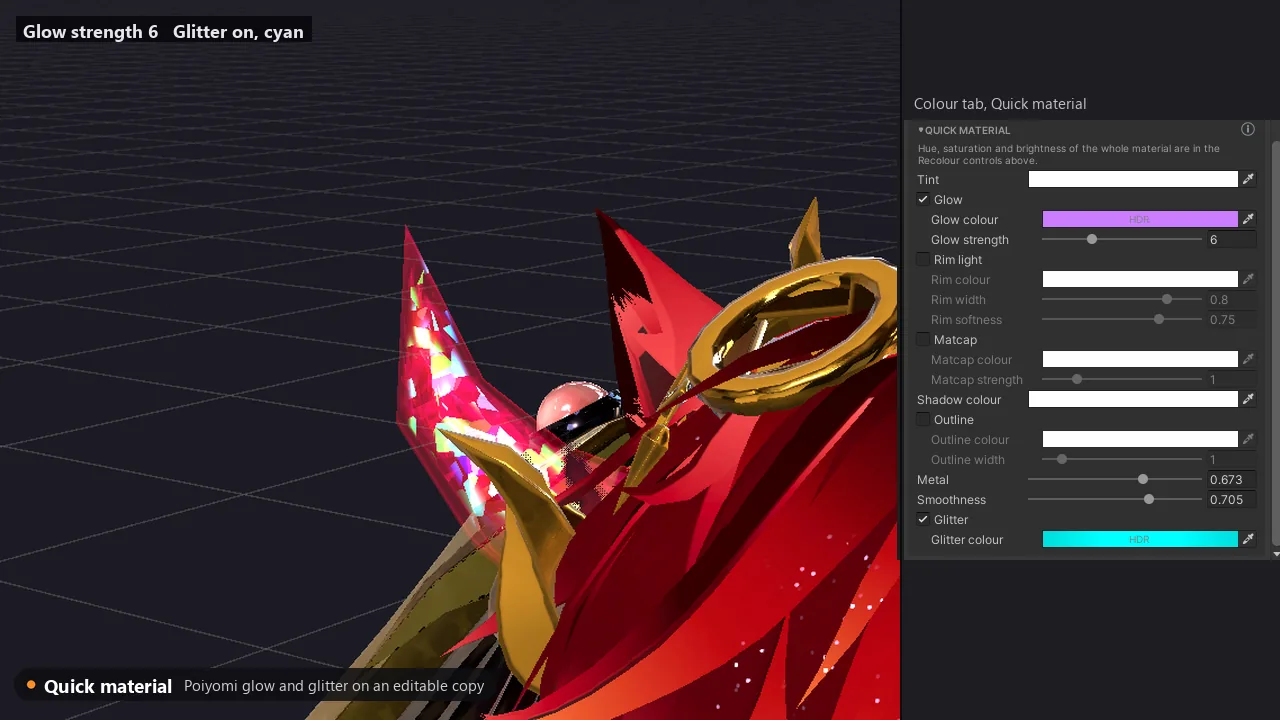 Glow strength 6 Glitter on, cyan
Colour tab, Quick material
QUICK MATERIAL
Hue, saturation and brightness of the whole material are in the
Recolour controls above.
Tint
Glow
Glow colour HDR
Glow strength 6
Rim light
Rim colour
Rim width 0.8
Rim softness 0.75
Matcap
Matcap colour
Matcap strength 1
Shadow colour
Outline
Outline colour
Outline width 1
Metal 0.673
Smoothness 0.705
Glitter
Glitter colour HDR
Quick material Poiyomi glow and glitter on an editable copy